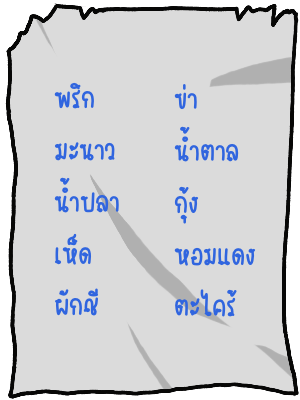 พริก ข่า
มะนาว น้ำตาล
น้ำปลา กุ้ง
เห็ด หอมแดง
ผักชี ตะไคร้